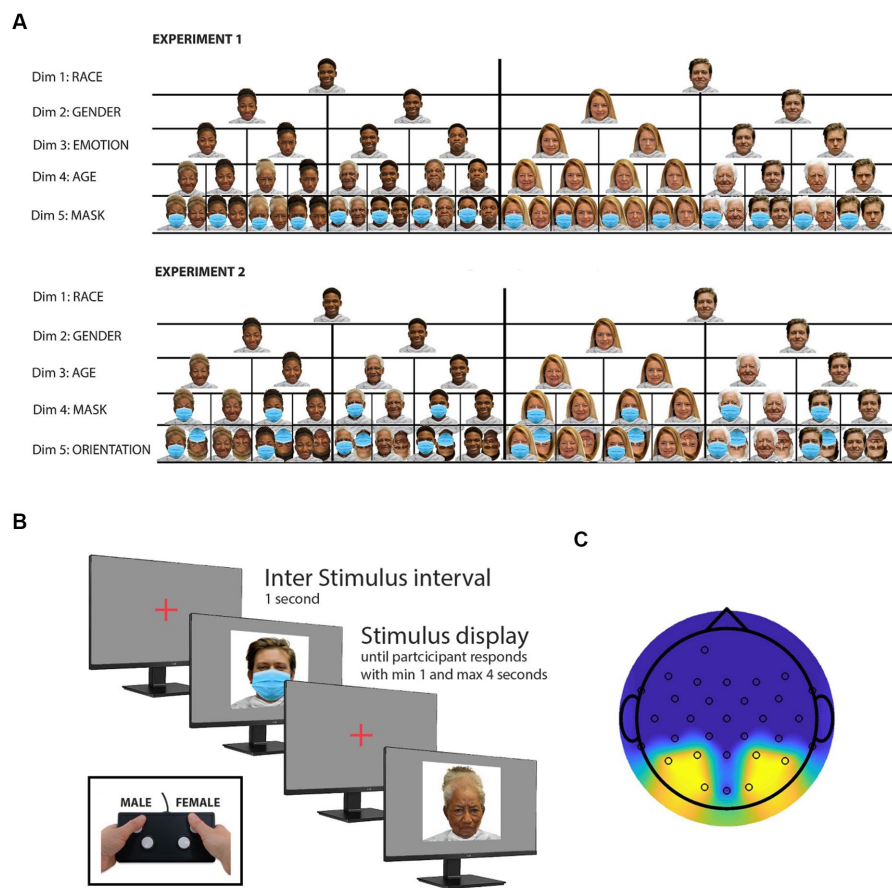 A
EXPERIMENT 1
Dim 1: RACE
Dim 2: GENDER
Dim 3: EMOTION
Dim 4: AGE
Dim 5: MASK
EXPERIMENT 2
Dim 1: RACE
Dim 2: GENDER
Dim 3: AGE
Dim 4: MASK
Dim 5: ORIENTATION
B
Inter Stimulus interval
1 second
Stimulus display
until partcicipant responds
with min 1 and max 4 seconds
MALE FEMALE
C